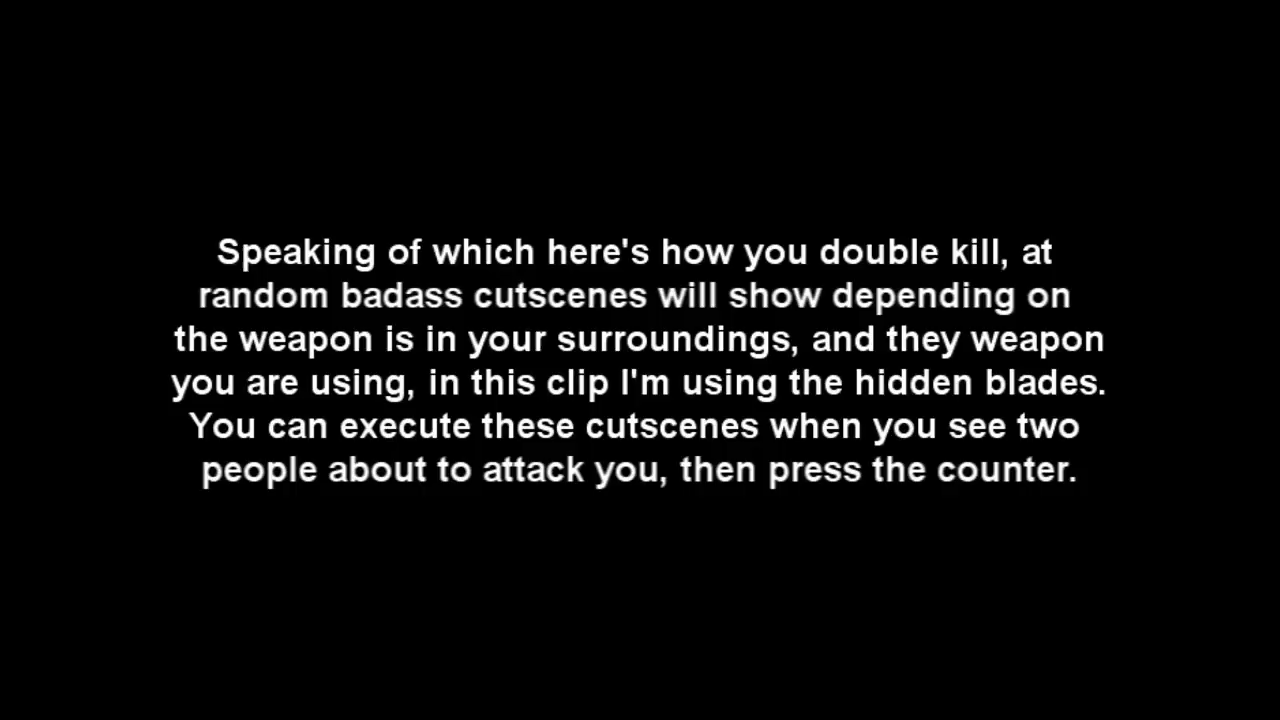 Speaking of which here's how you double kill, at
random badass cutscenes will show depending on
the weapon is in your surroundings, and they weapon
you are using, in this clip I'm using the hidden blades.
You can execute these cutscenes when you see two
people about to attack you, then press the counter.